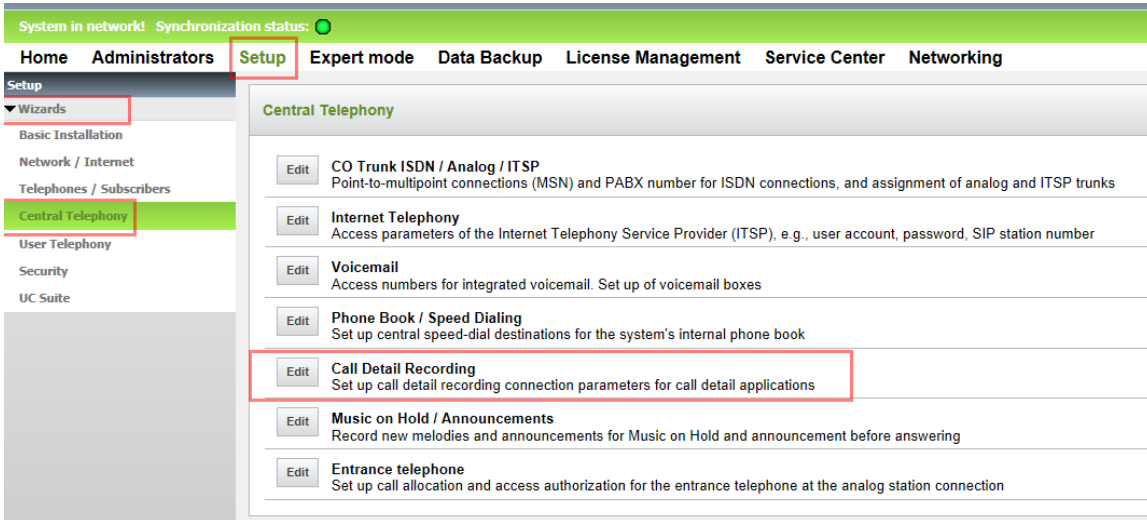 System in network! Synchronization status:
Home Administrators Setup Expert mode Data Backup License Management Service Center Networking
Setup
Wizards
Basic Installation
Network / Internet
Telephones / Subscribers
Central Telephony
User Telephony
Security
UC Suite
Central Telephony
Edit CO Trunk ISDN / Analog / ITSP
Point-to-multipoint connections (MSN) and PABX number for ISDN connections, and assignment of analog and ITSP trunks
Edit Internet Telephony
Access parameters of the Internet Telephony Service Provider (ITSP), e.g., user account, password, SIP station number
Edit Voicemail
Access numbers for integrated voicemail. Set up of voicemail boxes
Edit Phone Book / Speed Dialing
Set up central speed-dial destinations for the system's internal phone book
Edit Call Detail Recording
Set up call detail recording connection parameters for call detail applications
Edit Music on Hold / Announcements
Record new melodies and announcements for Music on Hold and announcement before answering
Edit Entrance telephone
Set up call allocation and access authorization for the entrance telephone at the analog station connection